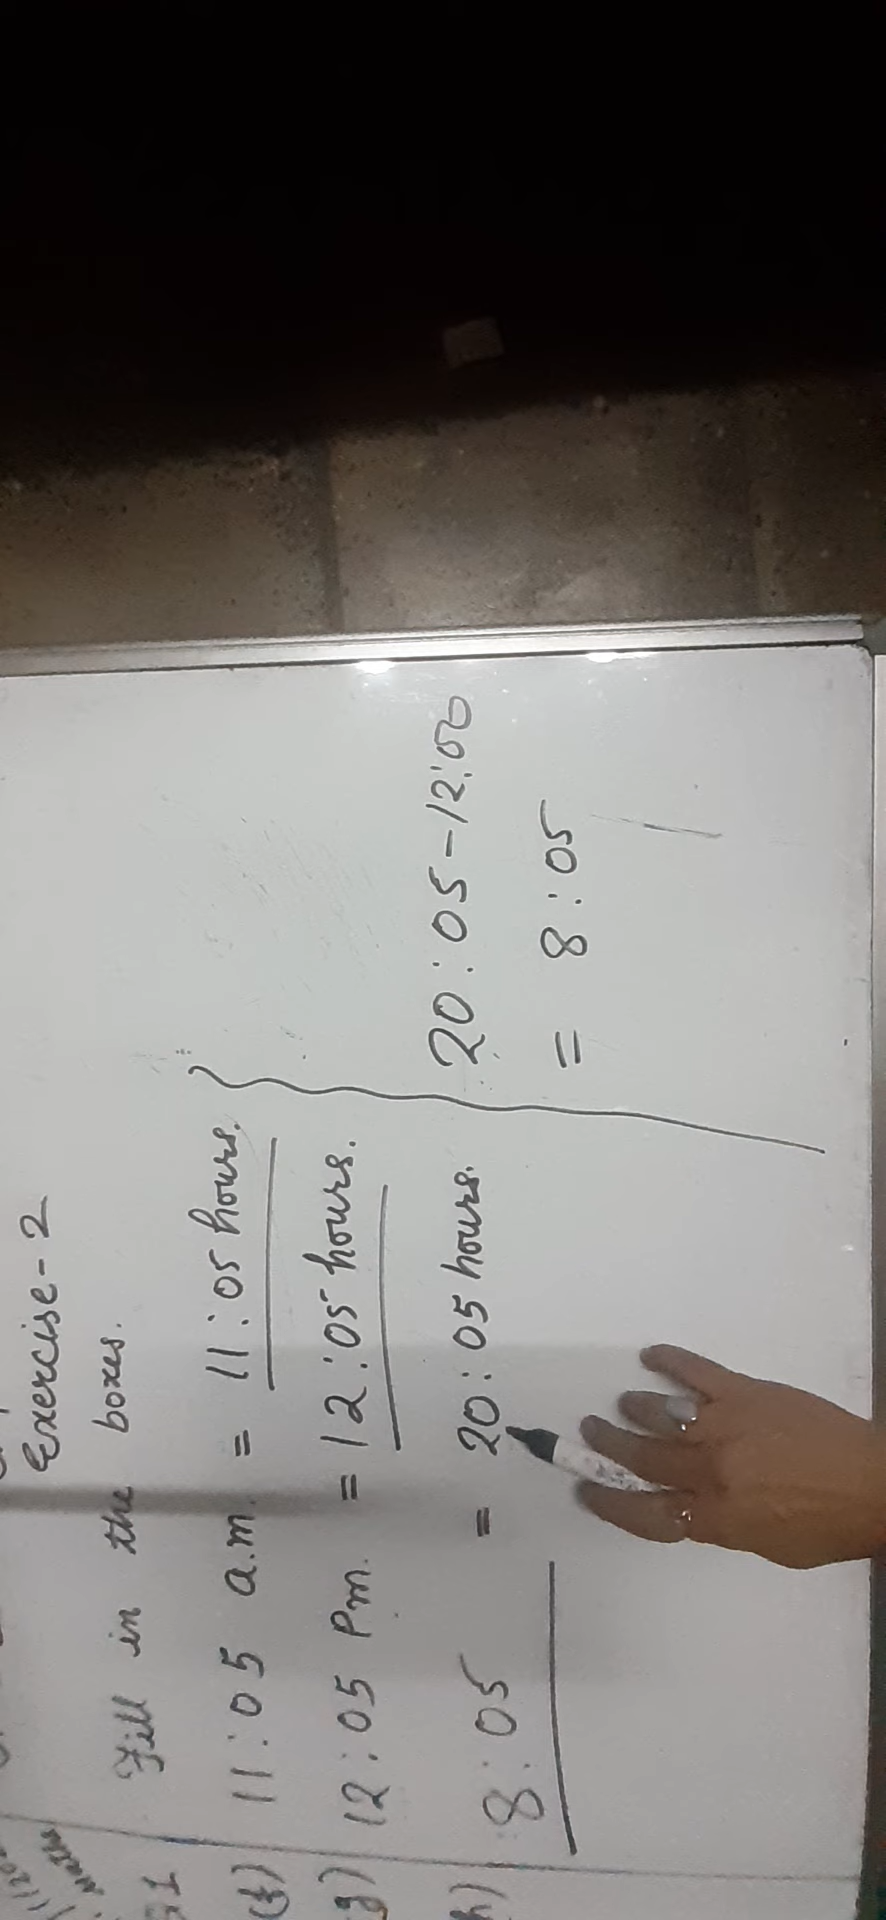 Exercise-2
Fill in the boxes.
(f) 11:05 a.m. = 11:05 hours.
g) 12:05 Pm. = 12:05 hours.
h) 8:05 = 20:05 hours.
20:05-12:00
= 8:05